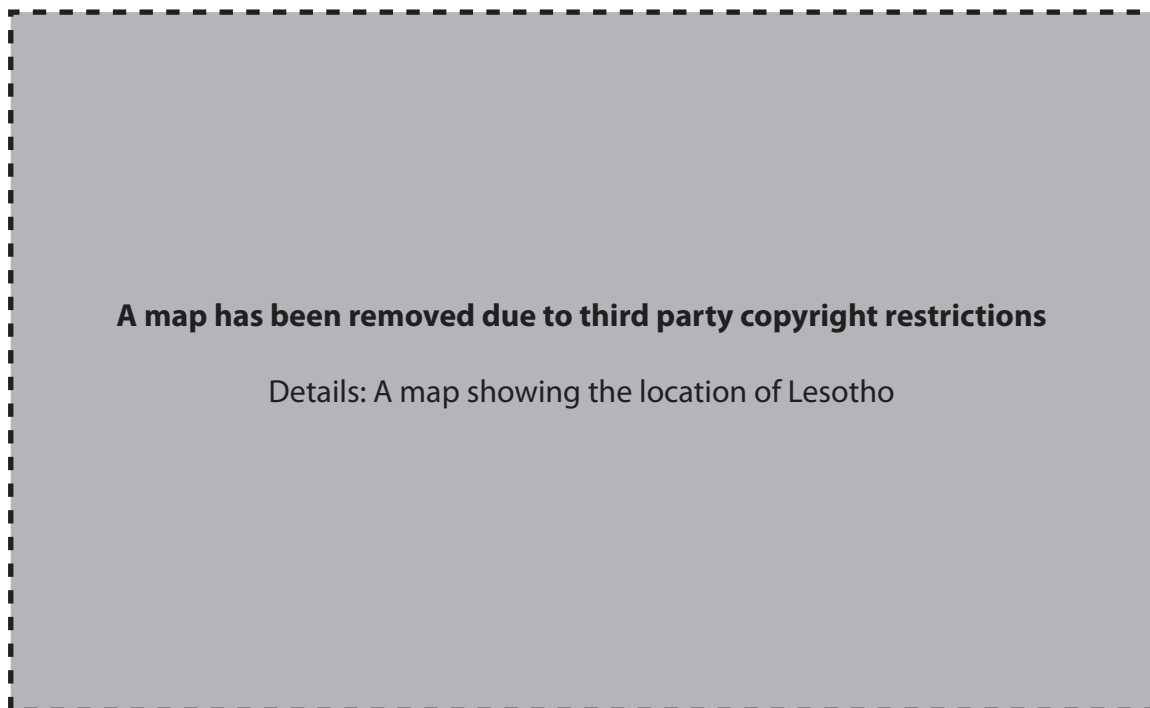 A map has been removed due to third party copyright restrictions
Details: A map showing the location of Lesotho